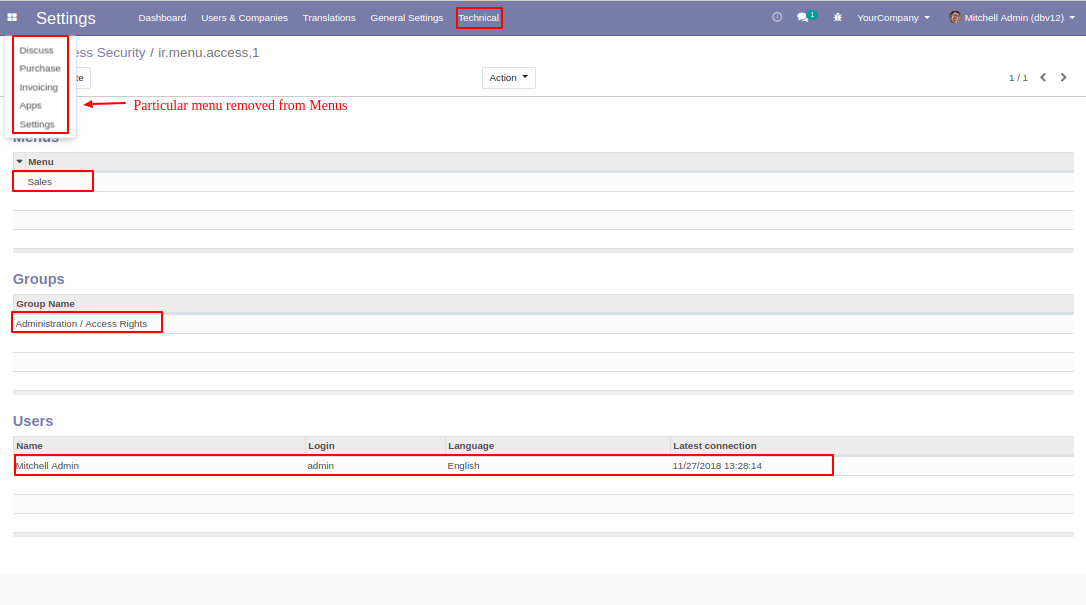 Settings Dashboard Users & Companies Translations General Settings Technical 1 YourCompany Mitchell Admin (dbv12)
Discuss
Purchase
Invoicing
Apps
Settings
ess Security / ir.menu.access,1
te Action 1 / 1
Particular menu removed from Menus
Menus
Menu
Sales
Groups
Group Name
Administration / Access Rights
Users
Name Login Language Latest connection
Mitchell Admin admin English 11/27/2018 13:28:14